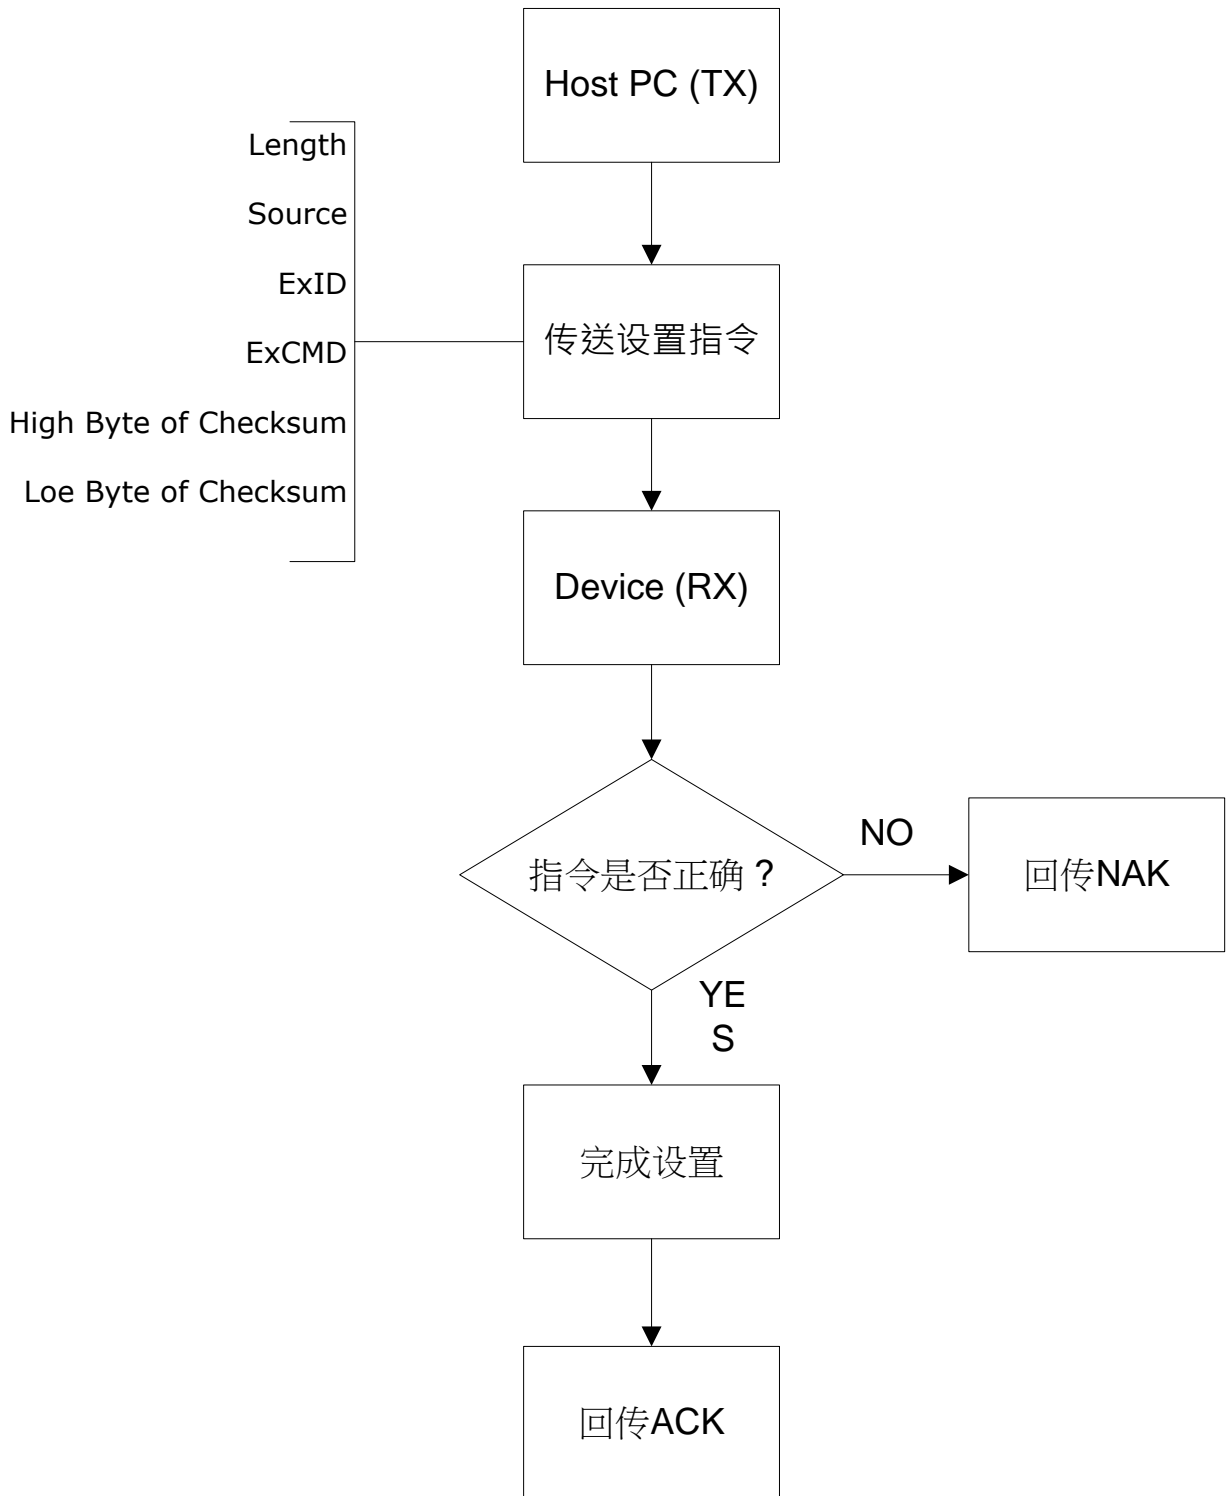 Host PC (TX)
Length
Source
ExID
ExCMD
High Byte of Checksum
Loe Byte of Checksum
传送设置指令
Device (RX)
指令是否正确？
NO
回传NAK
YE
S
完成设置
回传ACK